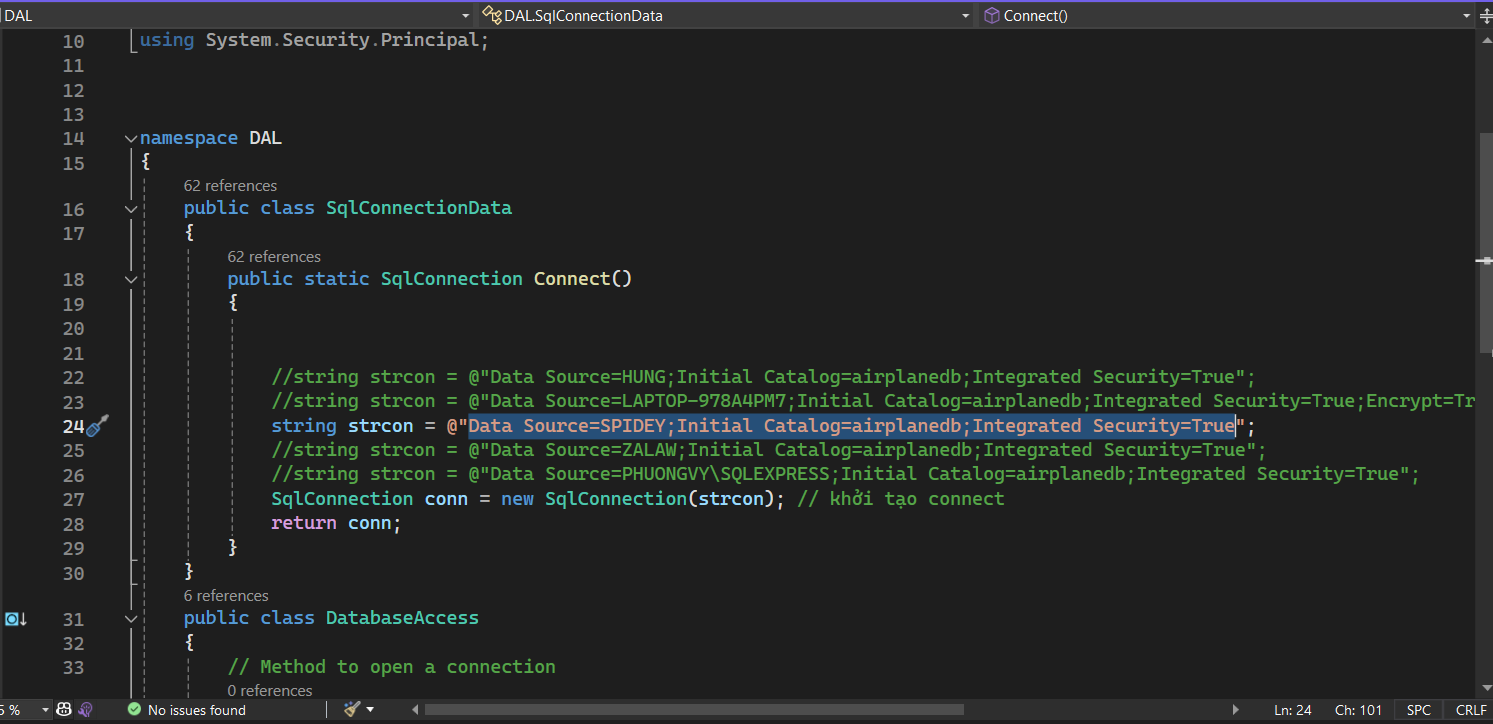 DAL DAL.SqlConnectionData Connect()
10 using System.Security.Principal;
11
12
13
14 namespace DAL
15 {
62 references
16 public class SqlConnectionData
17 {
62 references
18 public static SqlConnection Connect()
19 {
20
21
22 //string strcon = @"Data Source=HUNG;Initial Catalog=airplanedb;Integrated Security=True";
23 //string strcon = @"Data Source=LAPTOP-978A4PM7;Initial Catalog=airplanedb;Integrated Security=True;Encrypt=Tr
24 string strcon = @"Data Source=SPIDEY;Initial Catalog=airplanedb;Integrated Security=True";
25 //string strcon = @"Data Source=ZALAW;Initial Catalog=airplanedb;Integrated Security=True";
26 //string strcon = @"Data Source=PHUONGVY\SQLEXPRESS;Initial Catalog=airplanedb;Integrated Security=True";
27 SqlConnection conn = new SqlConnection(strcon); // khởi tạo connect
28 return conn;
29 }
30 }
6 references
31 public class DatabaseAccess
32 {
33 // Method to open a connection
0 references
% No issues found Ln: 24 Ch: 101 SPC CRLF